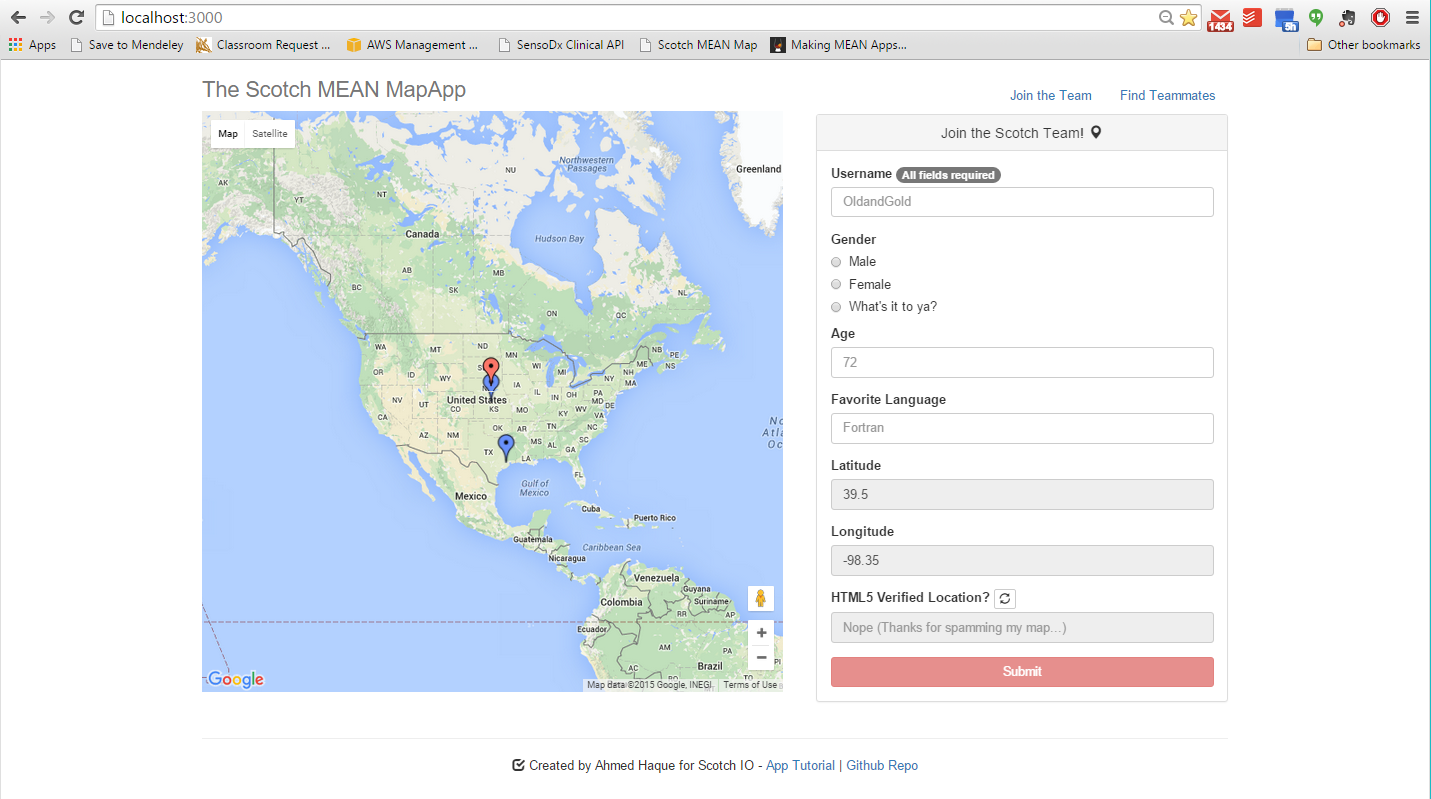 localhost:3000
1434
5h
Apps
Save to Mendeley
Classroom Request ...
AWS Management ...
SensoDx Clinical API
Scotch MEAN Map
Making MEAN Apps...
Other bookmarks
The Scotch MEAN MapApp
Join the Team
Find Teammates
Map
Satellite
Northwestern Passages
Greenland
NU
AK
YT
NT
Canada
Hudson Bay
AB
MB
BC
SK
NL
ON
QC
WA
MT
ND
MN
NB
PE
NS
ME
OR
ID
WY
WI
MI
NY
NH
MA
IA
NV
UT
United States
CO
KS
MO
IL
IN
OH
PA
MD
DE
WV
VA
KY
CA
AZ
NM
OK
AR
TN
NC
SC
MS
AL
GA
TX
LA
FL
Gulf of Mexico
Mexico
Cuba
Puerto Rico
Guatemala
Caribbean Sea
Nicaragua
Venezuela
Guyana
Suriname
Colombia
RR
AP
Ecuador
AM
PA
AC
Brazil
TO
Google
Map data ©2015 Google, INEGI
Terms of Use
Join the Scotch Team!
Username All fields required
OldandGold
Gender
Male
Female
What's it to ya?
Age
72
Favorite Language
Fortran
Latitude
39.5
Longitude
-98.35
HTML5 Verified Location?
Nope (Thanks for spamming my map...)
Submit
Created by Ahmed Haque for Scotch IO - App Tutorial | Github Repo